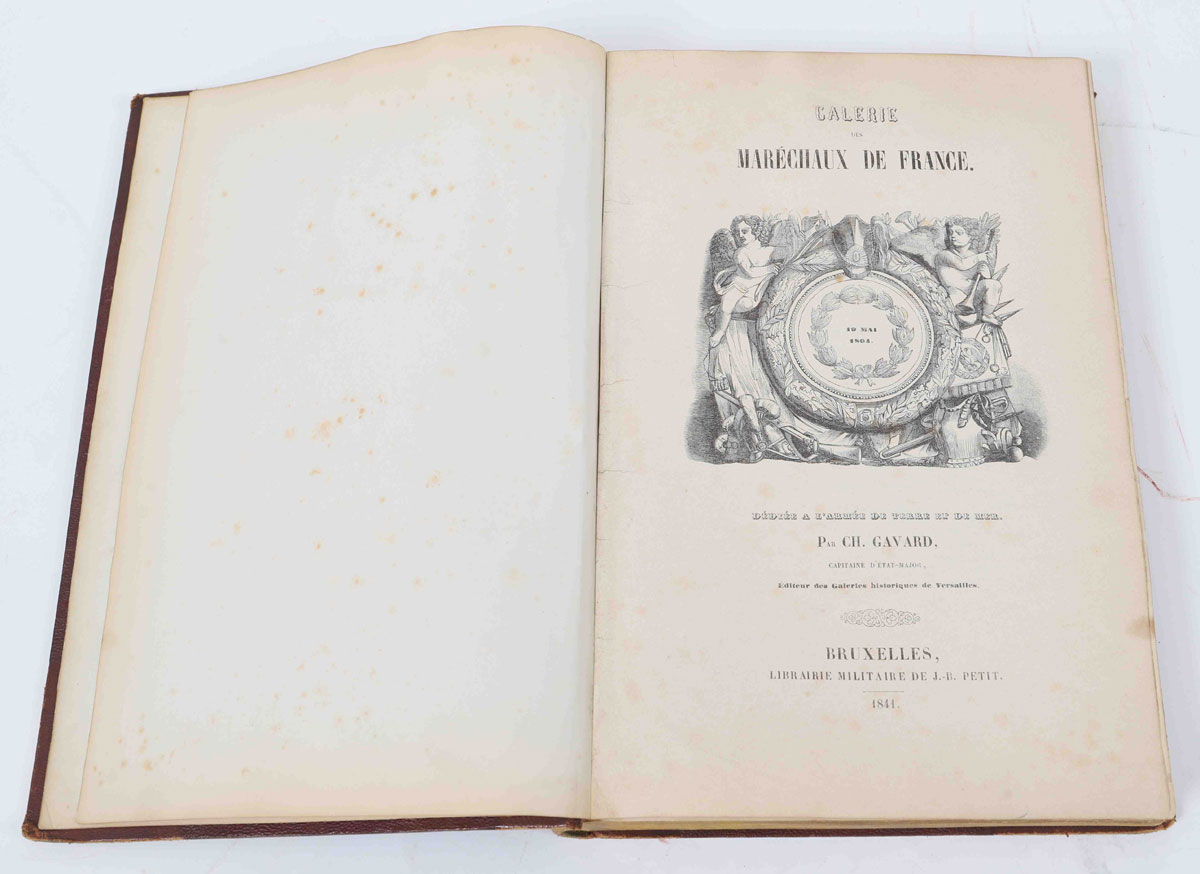 GALERIE
DES
MARÉCHAUX DE FRANCE.
19 MAI
1804.
DÉDIÉE A L'ARMÉE DE TERRE ET DE MER.
PAR CH. GAVARD,
CAPITAINE D'ÉTAT-MAJOR,
Editeur des Galeries historiques de Versailles.
BRUXELLES,
LIBRAIRIE MILITAIRE DE J.-B. PETIT.
1841.